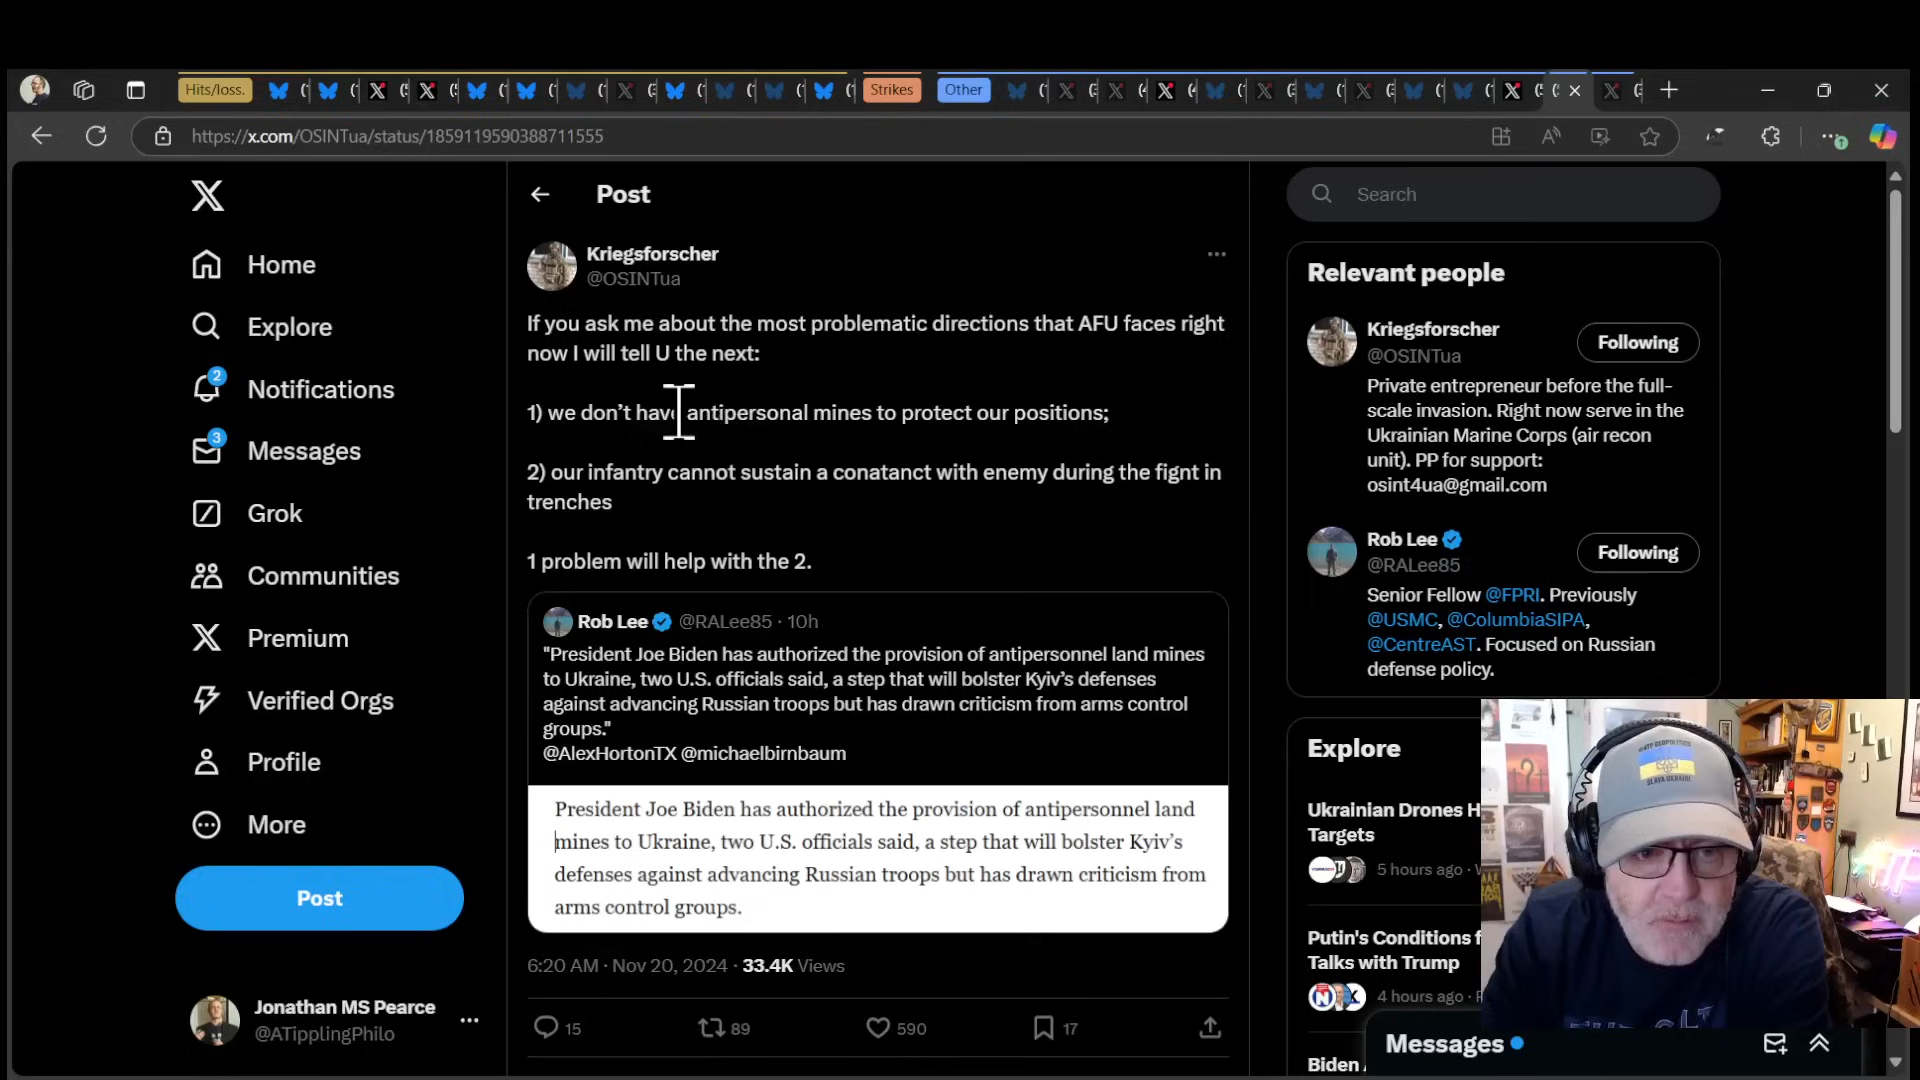 Hits/loss.
Strikes
Other
https://x.com/OSINTua/status/1859119590388711555
Home
Explore
2
Notifications
3
Messages
Grok
Communities
Premium
Verified Orgs
Profile
More
Post
Jonathan MS Pearce
@ATipplingPhilo
Post
Kriegsforscher
@OSINTua
If you ask me about the most problematic directions that AFU faces right
now I will tell U the next:
1) we don’t have antipersonal mines to protect our positions;
2) our infantry cannot sustain a conatanct with enemy during the fignt in
trenches
1 problem will help with the 2.
Rob Lee @RALee85 · 10h
"President Joe Biden has authorized the provision of antipersonnel land mines
to Ukraine, two U.S. officials said, a step that will bolster Kyiv’s defenses
against advancing Russian troops but has drawn criticism from arms control
groups."
@AlexHortonTX @michaelbirnbaum
President Joe Biden has authorized the provision of antipersonnel land
mines to Ukraine, two U.S. officials said, a step that will bolster Kyiv’s
defenses against advancing Russian troops but has drawn criticism from
arms control groups.
6:20 AM · Nov 20, 2024 · 33.4K Views
15
89
590
17
Search
Relevant people
Kriegsforscher
@OSINTua
Following
Private entrepreneur before the full-
scale invasion. Right now serve in the
Ukrainian Marine Corps (air recon
unit). PP for support:
osint4ua@gmail.com
Rob Lee
@RALee85
Following
Senior Fellow @FPRI. Previously
@USMC, @ColumbiaSIPA,
@CentreAST. Focused on Russian
defense policy.
Explore
Ukrainian Drones H
Targets
5 hours ago
Putin's Conditions f
Talks with Trump
4 hours ago
Biden
Messages
SLAVA UKRAINI